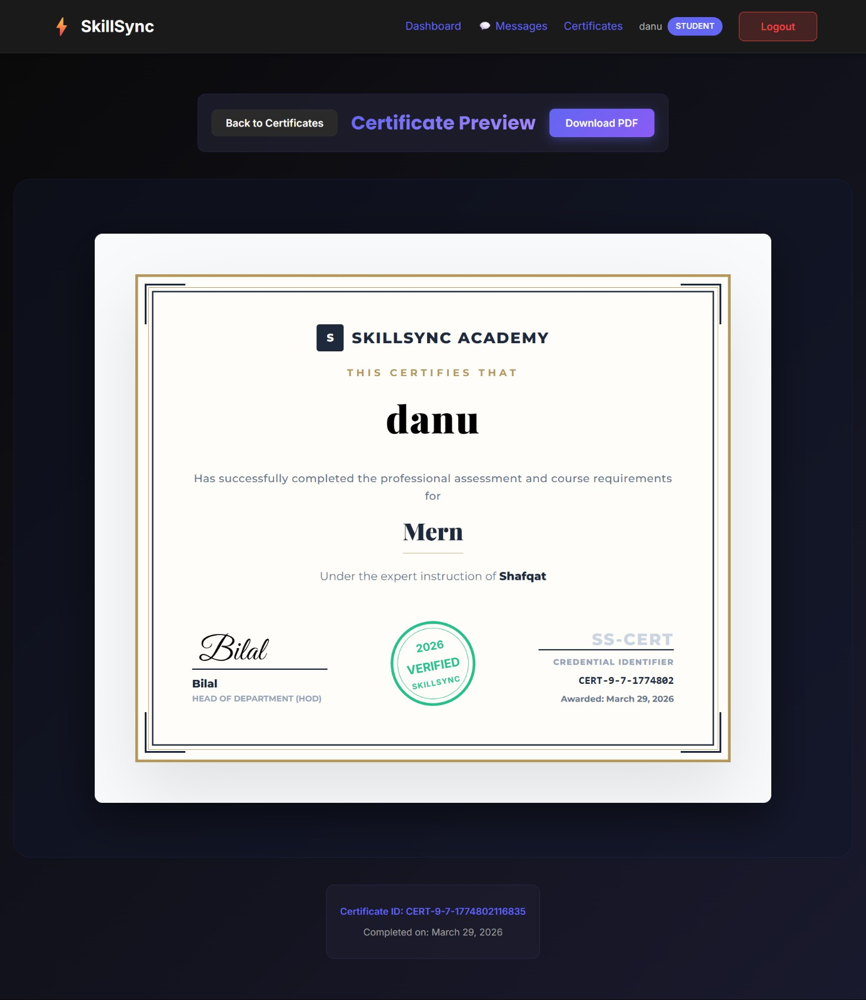 SkillSync
Dashboard
Messages
Certificates
danu
STUDENT
Logout
Back to Certificates
Certificate Preview
Download PDF
S
SKILLSYNC ACADEMY
THIS CERTIFIES THAT
danu
Has successfully completed the professional assessment and course requirements
for
Mern
Under the expert instruction of Shafqat
Bilal
Bilal
HEAD OF DEPARTMENT (HOD)
2026
VERIFIED
SKILLSYNC
SS-CERT
CREDENTIAL IDENTIFIER
CERT-9-7-1774802
Awarded: March 29, 2026
Certificate ID: CERT-9-7-1774802116835
Completed on: March 29, 2026